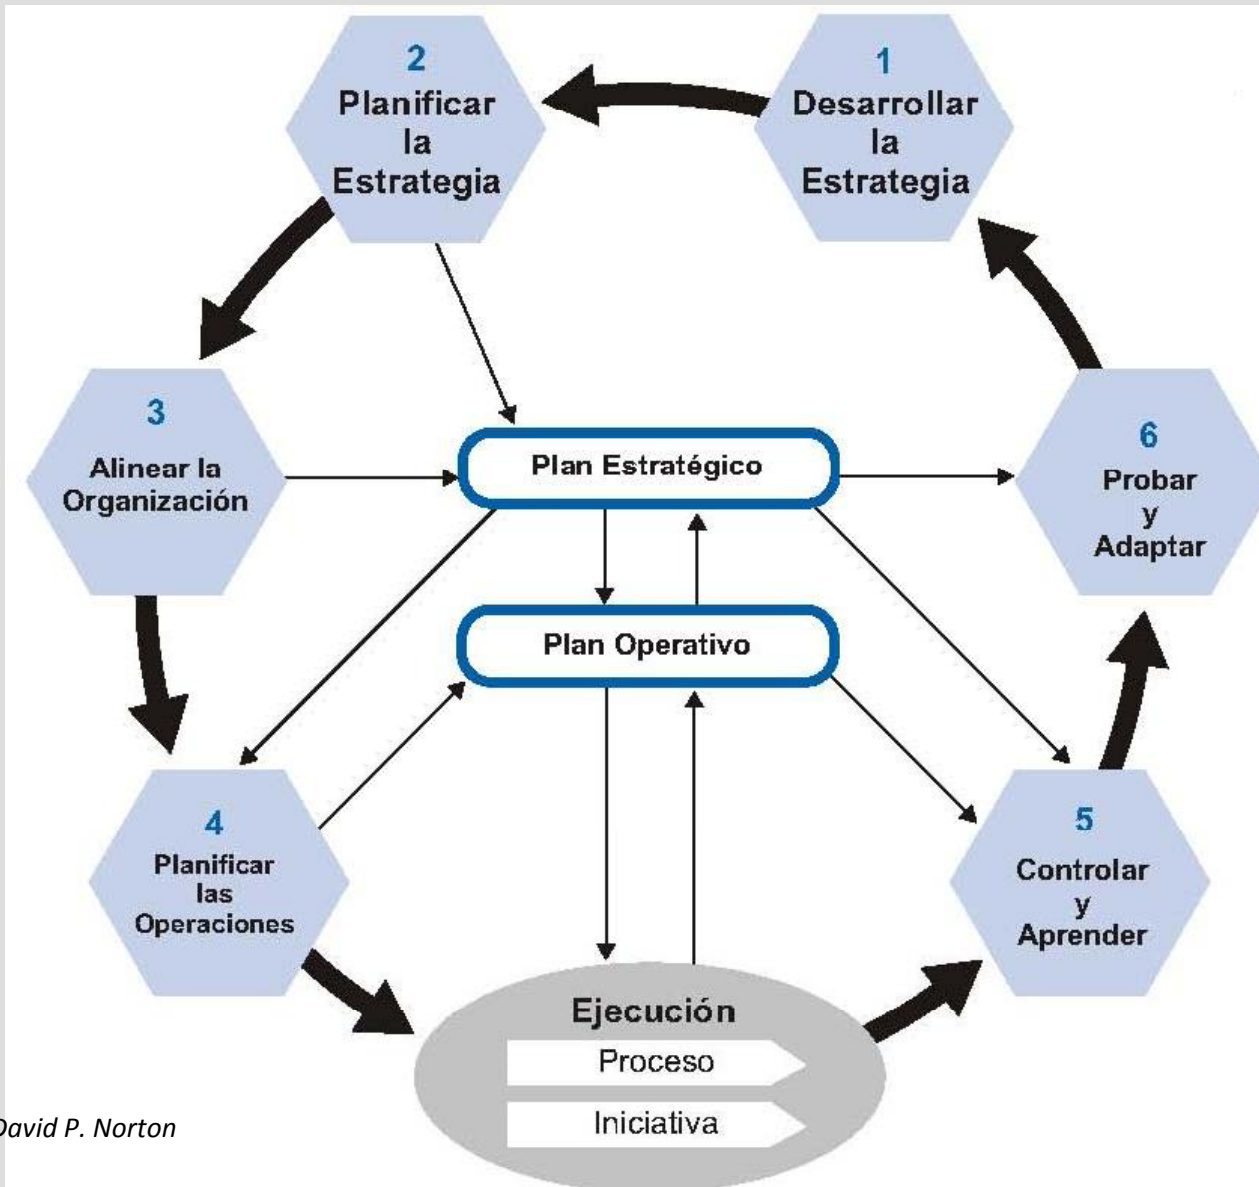 1
Desarrollar
la
Estrategia
2
Planificar
la
Estrategia
3
Alinear la
Organización
4
Planificar
las
Operaciones
5
Controlar
y
Aprender
6
Probar
y
Adaptar
Plan Estratégico
Plan Operativo
Ejecución
Proceso
Iniciativa
David P. Norton